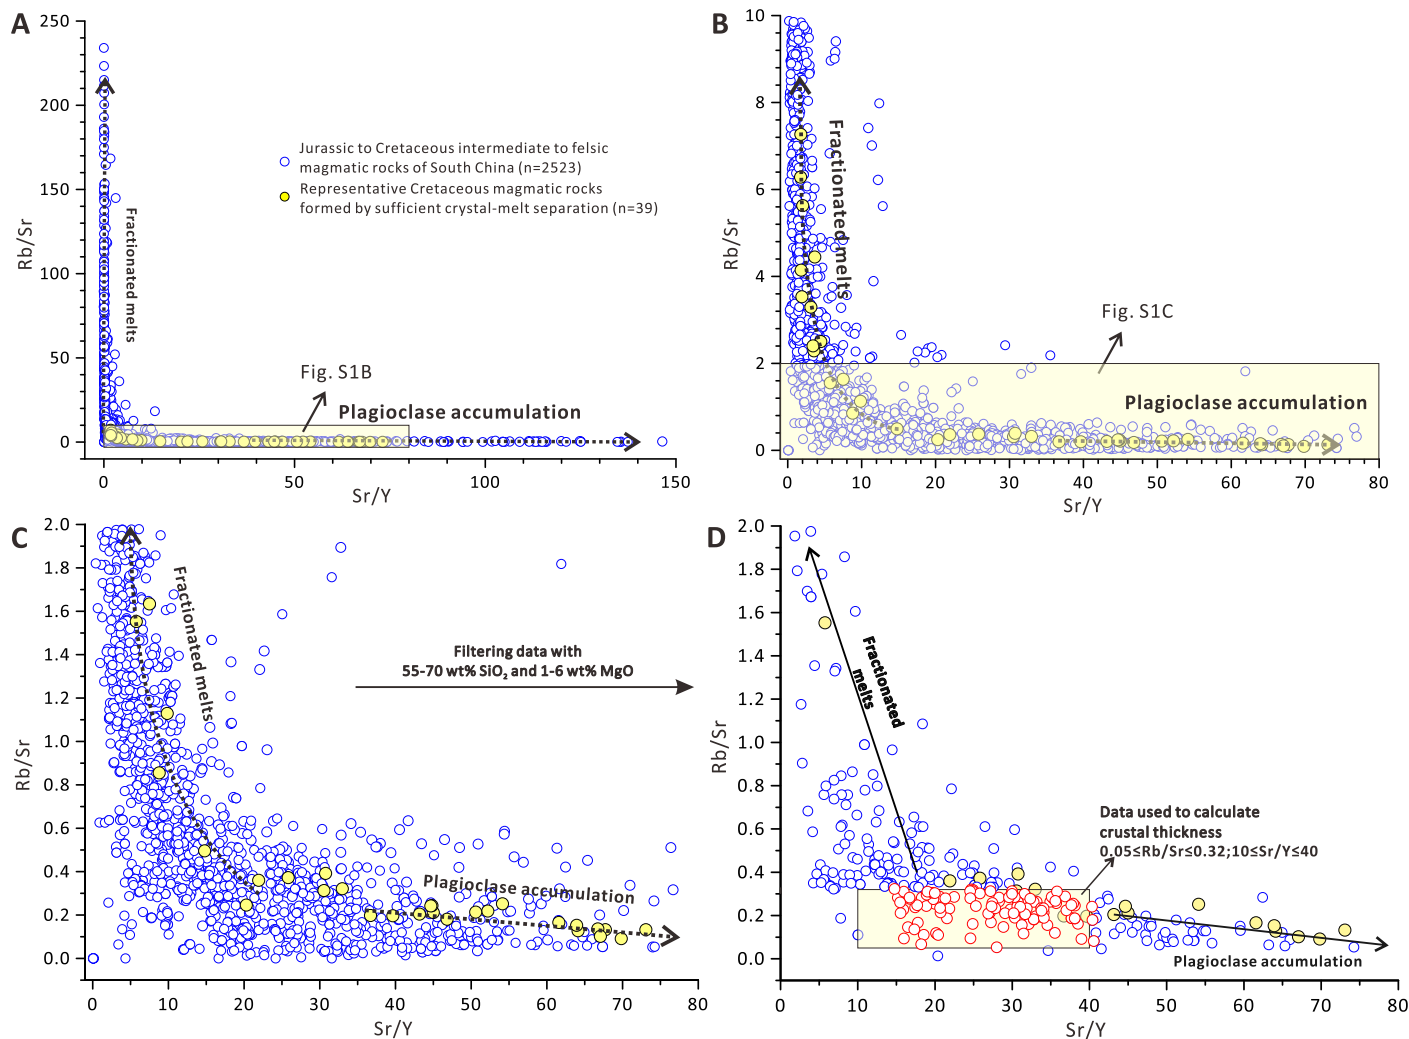 A
250
200
150
100
50
0
Rb/Sr
0
50
100
150
Sr/Y
Jurassic to Cretaceous intermediate to felsic
magmatic rocks of South China (n=2523)
Representative Cretaceous magmatic rocks
formed by sufficient crystal-melt separation (n=39)
Fractionated melts
Fig. S1B
Plagioclase accumulation
B
10
8
6
4
2
0
Rb/Sr
0
10
20
30
40
50
60
70
80
Sr/Y
Fractionated melts
Fig. S1C
Plagioclase accumulation
C
2.0
1.6
1.2
1.0
0.8
0.6
0.4
0.2
0.0
Rb/Sr
0
10
20
30
40
50
60
70
80
Sr/Y
Fractionated melts
Filtering data with
55-70 wt% SiO₂ and 1-6 wt% MgO
Plagioclase accumulation
D
2.0
1.8
1.6
1.4
1.2
1.0
0.8
0.6
0.4
0.2
0.0
Rb/Sr
0
10
20
30
40
50
60
70
80
Sr/Y
Fractionated
melts
Data used to calculate
crustal thickness
0.05≤Rb/Sr≤0.32;10≤Sr/Y≤40
Plagioclase accumulation